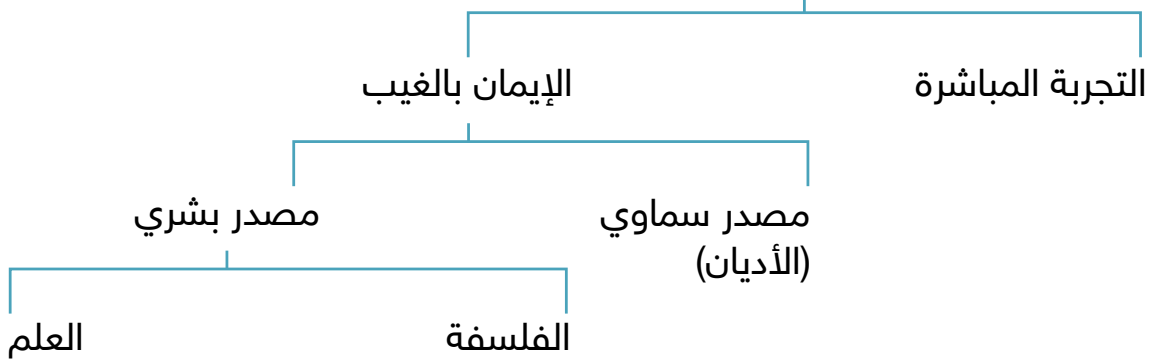 التجربة المباشرة
الإيمان بالغيب
مصدر سماوي
(الأديان)
مصدر بشري
الفلسفة
العلم